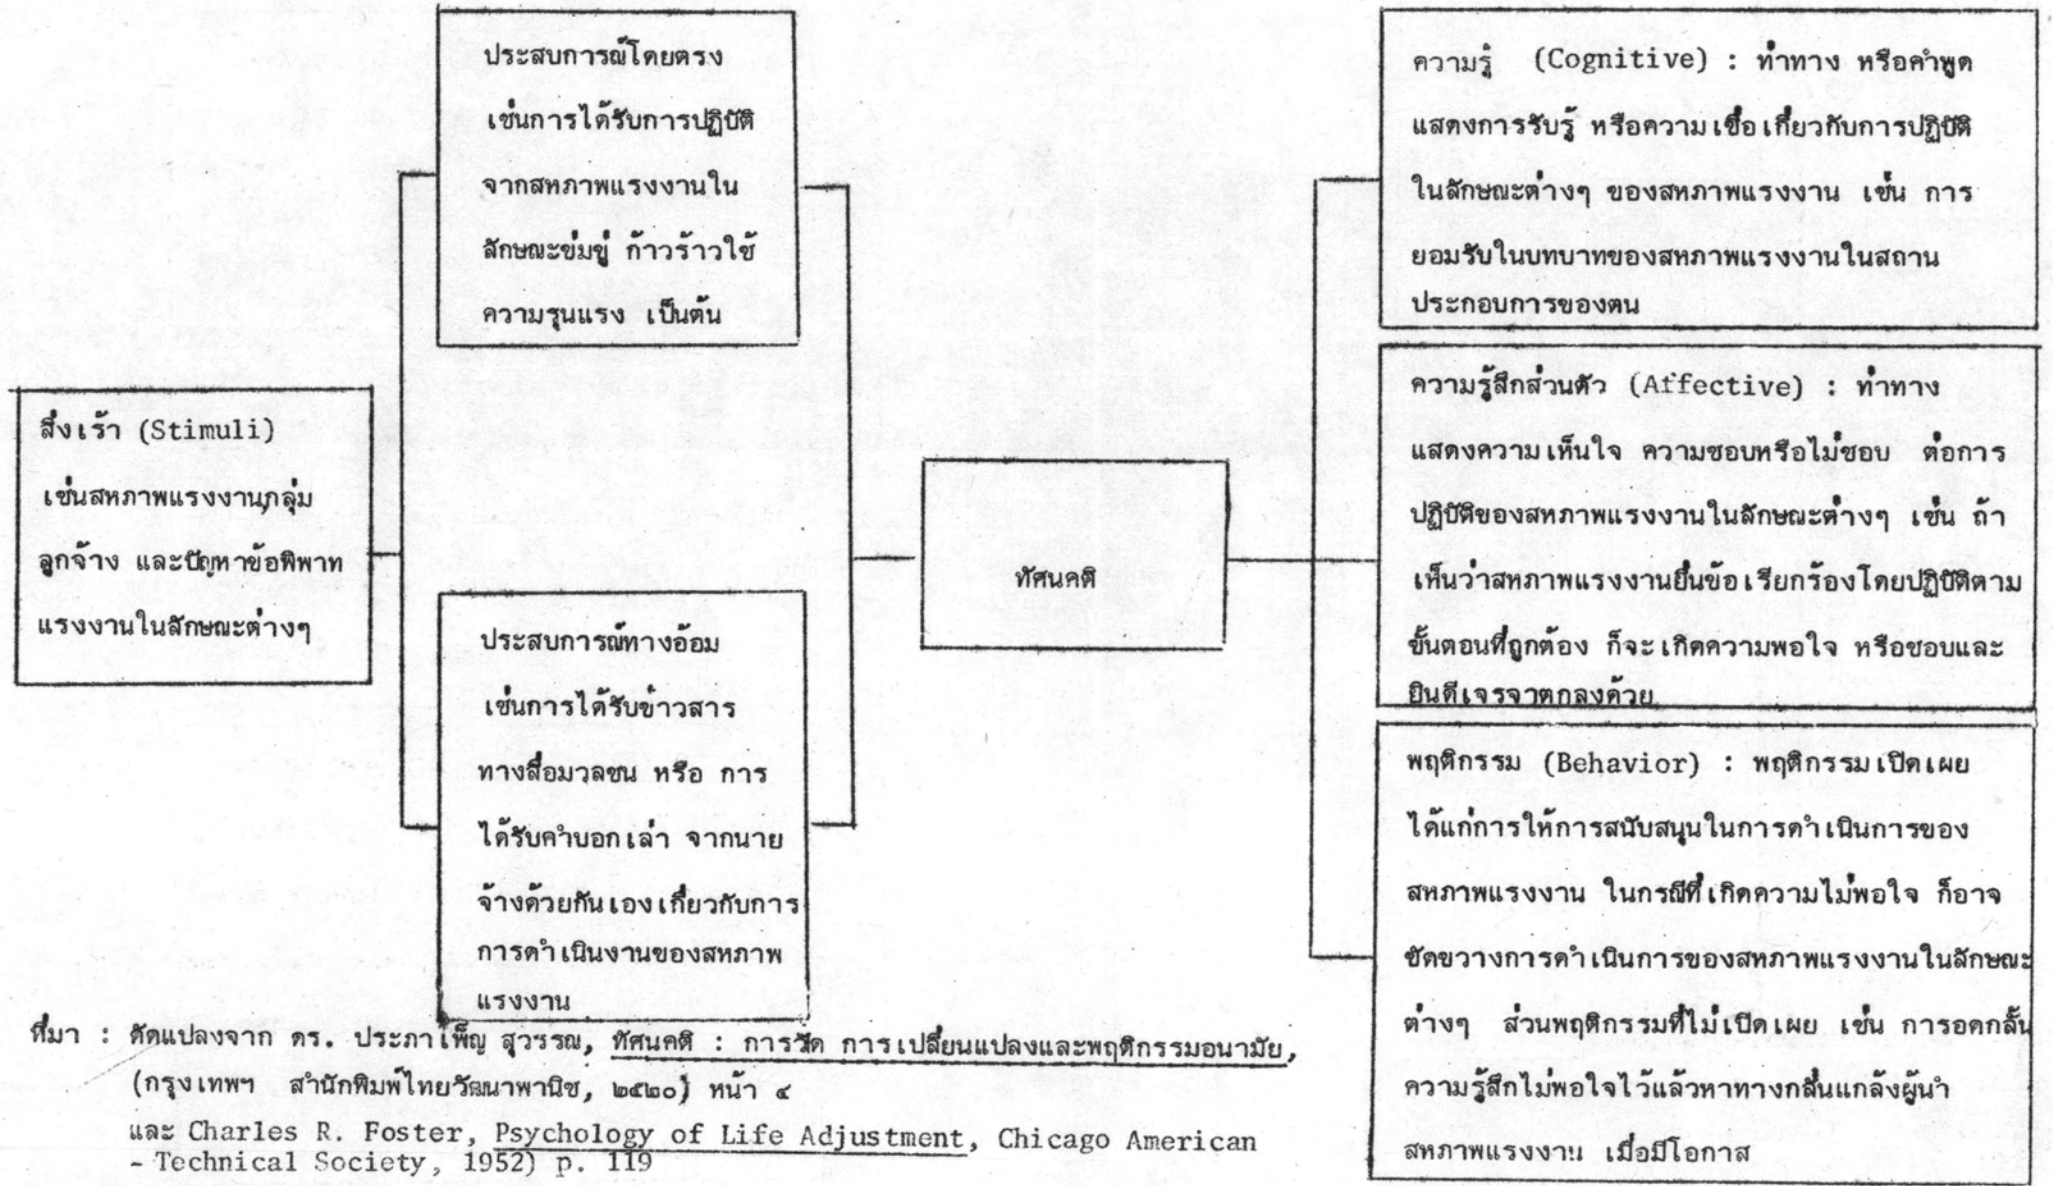 ประสบการณ์โดยตรง
เช่นการได้รับการปฏิบัติ
จากสหภาพแรงงานใน
ลักษณะข่มขู่ ก้าวร้าวใช้
ความรุนแรง เป็นต้น
สิ่งเร้า (Stimuli)
เช่นสหภาพแรงงาน,กลุ่ม
ลูกจ้าง และปัญหาข้อพิพาท
แรงงานในลักษณะต่างๆ
ประสบการณ์ทางอ้อม
เช่นการได้รับข่าวสาร
ทางสื่อมวลชน หรือ การ
ได้รับคำบอกเล่า จากนาย
จ้างด้วยกันเองเกี่ยวกับการ
การดำเนินงานของสหภาพ
แรงงาน
ทัศนคติ
ความรู้ (Cognitive) : ท่าทาง หรือคำพูด
แสดงการรับรู้ หรือความเชื่อเกี่ยวกับการปฏิบัติ
ในลักษณะต่างๆ ของสหภาพแรงงาน เช่น การ
ยอมรับในบทบาทของสหภาพแรงงานในสถาน
ประกอบการของตน
ความรู้สึกส่วนตัว (Affective) : ท่าทาง
แสดงความเห็นใจ ความชอบหรือไม่ชอบ ต่อการ
ปฏิบัติของสหภาพแรงงานในลักษณะต่างๆ เช่น ถ้า
เห็นว่าสหภาพแรงงานยื่นข้อเรียกร้องโดยปฏิบัติตาม
ขั้นตอนที่ถูกต้อง ก็จะเกิดความพอใจ หรือชอบและ
ยินดีเจรจาตกลงด้วย
พฤติกรรม (Behavior) : พฤติกรรมเปิดเผย
ได้แก่การให้การสนับสนุนในการดำเนินการของ
สหภาพแรงงาน ในกรณีที่เกิดความไม่พอใจ ก็อาจ
ขัดขวางการดำเนินการของสหภาพแรงงานในลักษณะ
ต่างๆ ส่วนพฤติกรรมที่ไม่เปิดเผย เช่น การอดกลั้น
ความรู้สึกไม่พอใจไว้แล้วหาทางกลั่นแกล้งผู้นำ
สหภาพแรงงาน เมื่อมีโอกาส
ที่มา : ดัดแปลงจาก ดร. ประภาเพ็ญ สุวรรณ, ทัศนคติ : การวัด การเปลี่ยนแปลงและพฤติกรรมอนามัย,
(กรุงเทพฯ สำนักพิมพ์ไทยวัฒนาพานิช, ๒๕๒๐) หน้า ๔
และ Charles R. Foster, Psychology of Life Adjustment, Chicago American
- Technical Society, 1952) p. 119